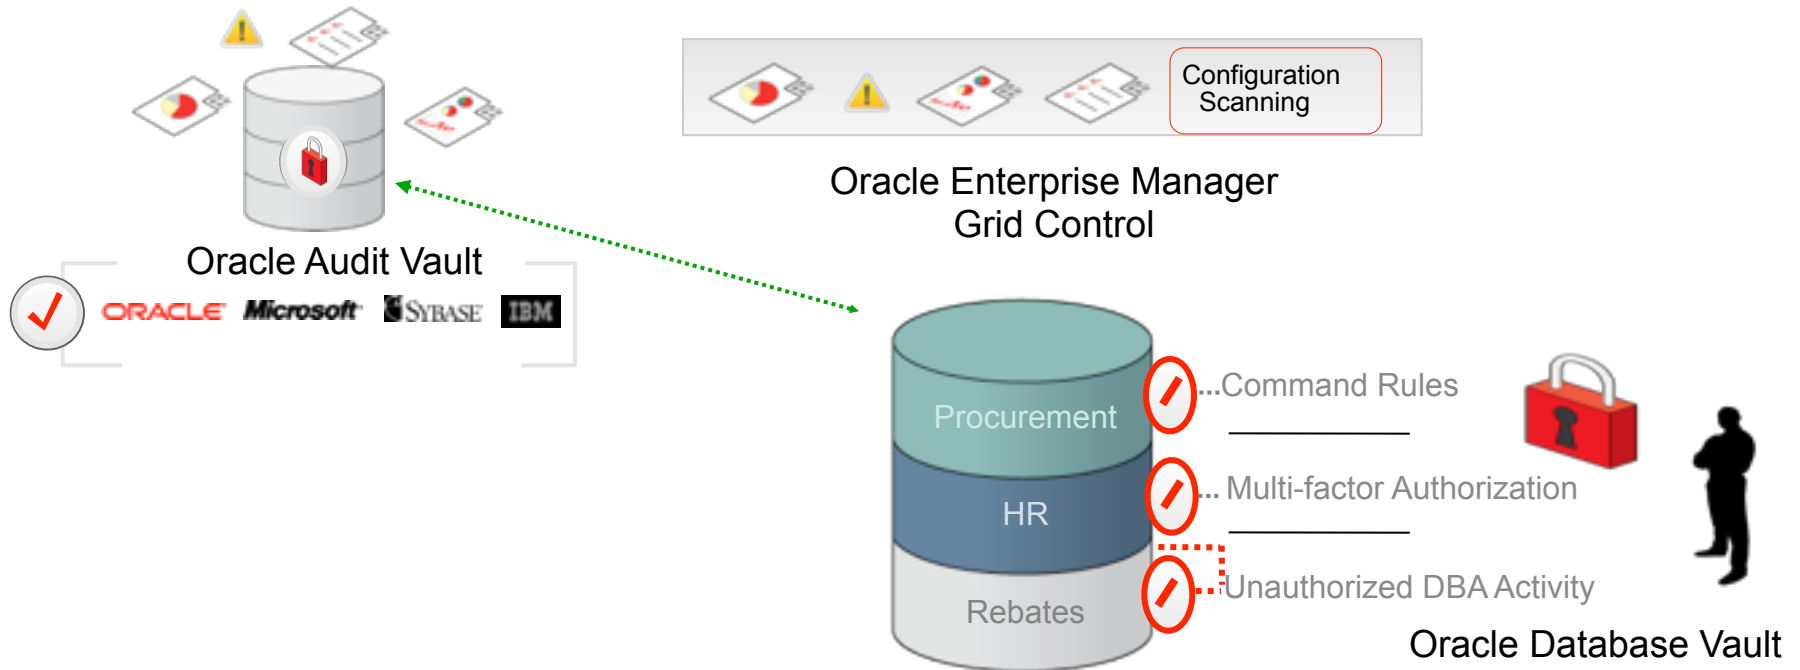 Configuration
Scanning
Oracle Enterprise Manager
Grid Control
Oracle Audit Vault
ORACLE Microsoft SYBASE IBM
Procurement
...Command Rules
HR
... Multi-factor Authorization
Rebates
Unauthorized DBA Activity
Oracle Database Vault